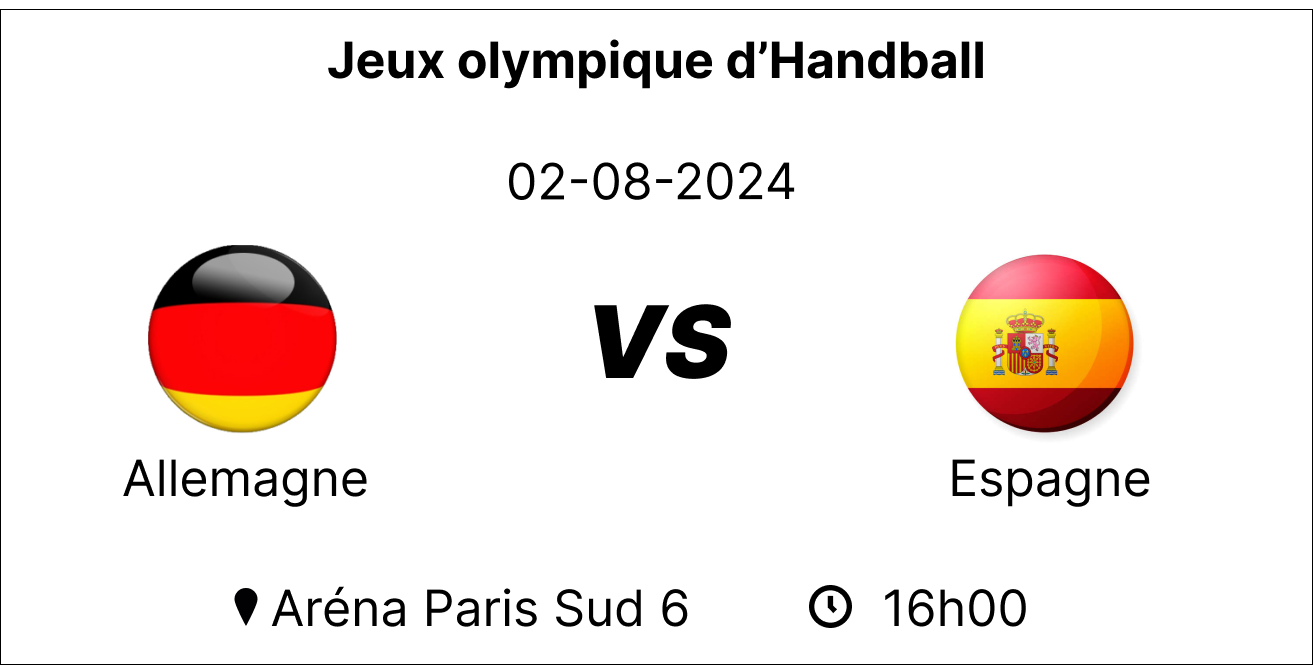 Jeux olympique d’Handball
02-08-2024
VS
Allemagne
Espagne
Aréna Paris Sud 6
16h00